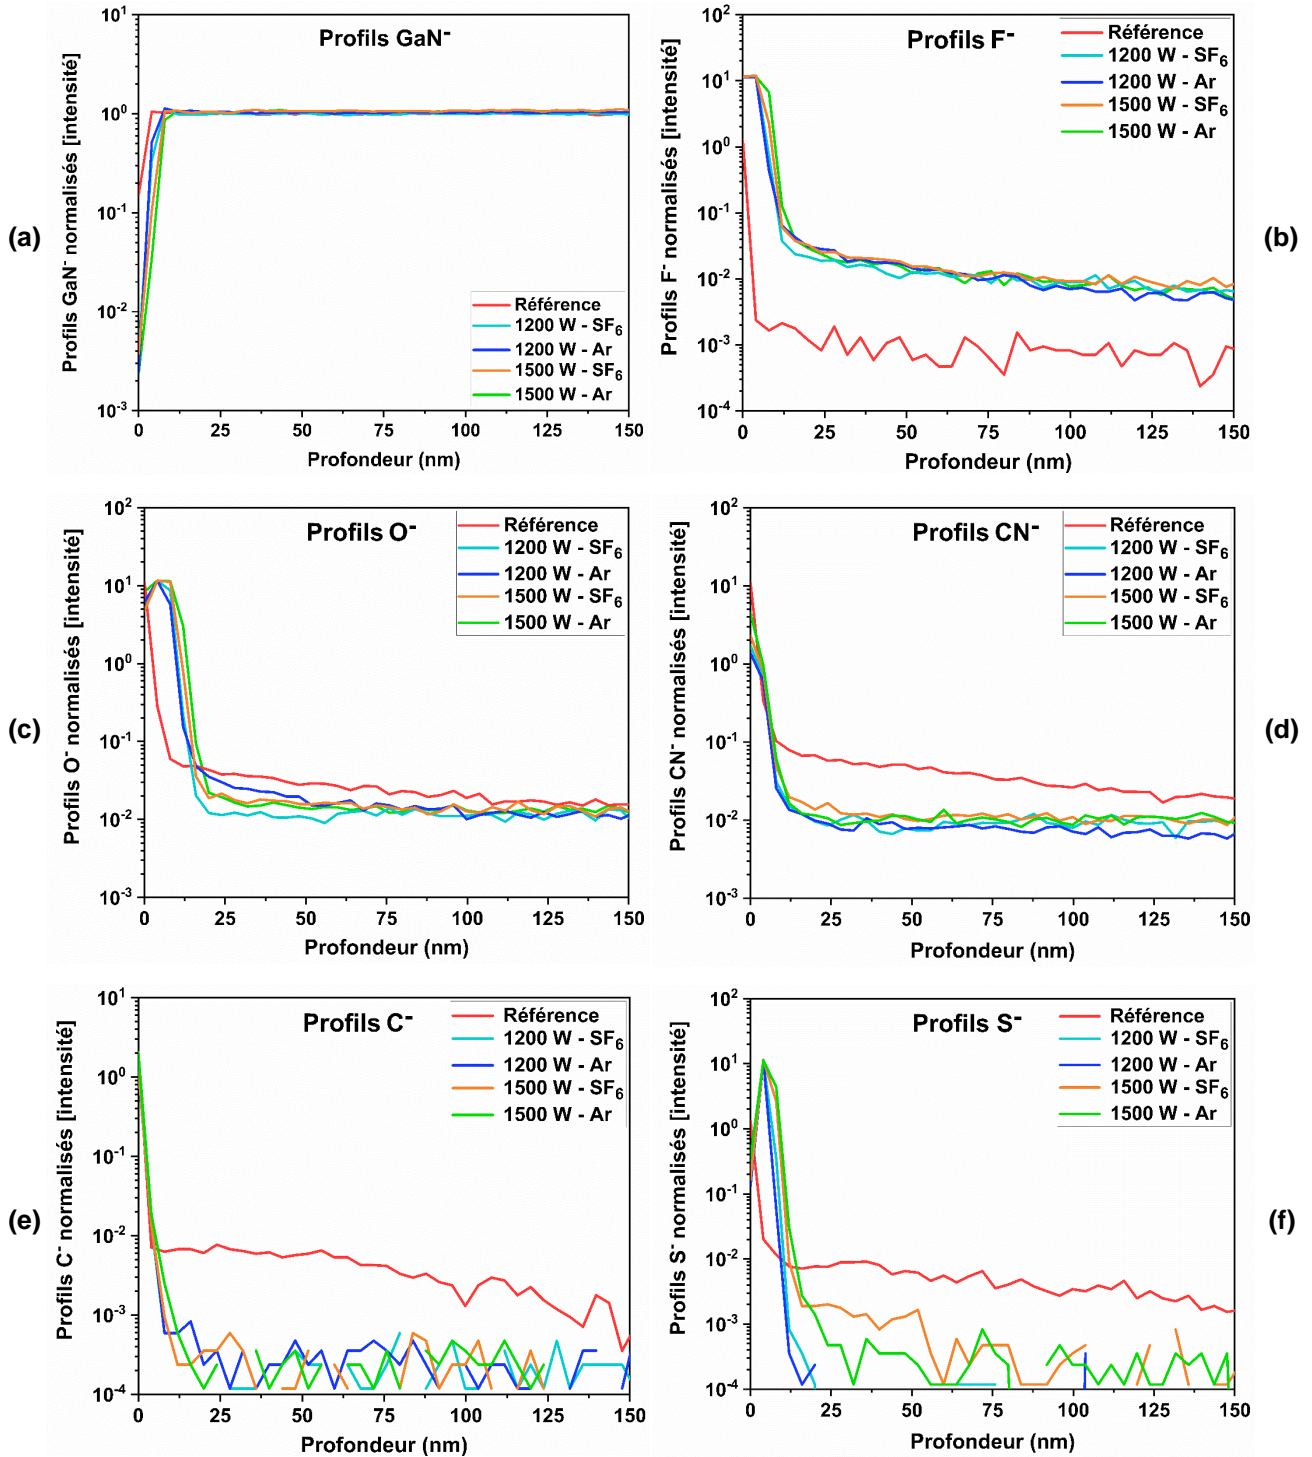 (a)
Profils GaN⁻ normalisés [intensité]
10¹
10⁰
10⁻¹
10⁻²
10⁻³
Profils GaN⁻
Référence
1200 W - SF₆
1200 W - Ar
1500 W - SF₆
1500 W - Ar
0 25 50 75 100 125 150
Profondeur (nm)
(b)
Profils F⁻ normalisés [intensité]
10²
10¹
10⁰
10⁻¹
10⁻²
10⁻³
10⁻⁴
Profils F⁻
Référence
1200 W - SF₆
1200 W - Ar
1500 W - SF₆
1500 W - Ar
0 25 50 75 100 125 150
Profondeur (nm)
(c)
Profils O⁻ normalisés [intensité]
10²
10¹
10⁰
10⁻¹
10⁻²
10⁻³
Profils O⁻
Référence
1200 W - SF₆
1200 W - Ar
1500 W - SF₆
1500 W - Ar
0 25 50 75 100 125 150
Profondeur (nm)
(d)
Profils CN⁻ normalisés [intensité]
10²
10¹
10⁰
10⁻¹
10⁻²
10⁻³
Profils CN⁻
Référence
1200 W - SF₆
1200 W - Ar
1500 W - SF₆
1500 W - Ar
0 25 50 75 100 125 150
Profondeur (nm)
(e)
Profils C⁻ normalisés [intensité]
10¹
10⁰
10⁻¹
10⁻²
10⁻³
10⁻⁴
Profils C⁻
Référence
1200 W - SF₆
1200 W - Ar
1500 W - SF₆
1500 W - Ar
0 25 50 75 100 125 150
Profondeur (nm)
(f)
Profils S⁻ normalisés [intensité]
10²
10¹
10⁰
10⁻¹
10⁻²
10⁻³
10⁻⁴
Profils S⁻
Référence
1200 W - SF₆
1200 W - Ar
1500 W - SF₆
1500 W - Ar
0 25 50 75 100 125 150
Profondeur (nm)